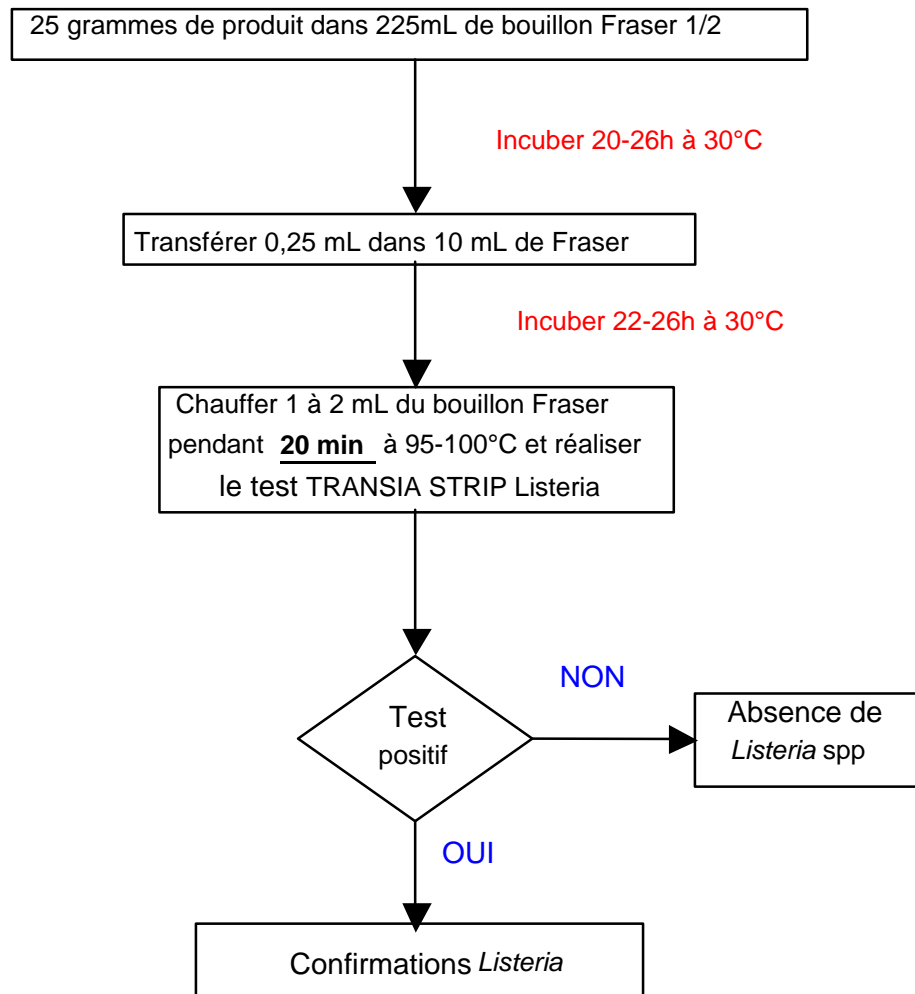 25 grammes de produit dans 225mL de bouillon Fraser 1/2
Incuber 20-26h à 30°C
Transférer 0,25 mL dans 10 mL de Fraser
Incuber 22-26h à 30°C
Chauffer 1 à 2 mL du bouillon Fraser
pendant 20 min à 95-100°C et réaliser
le test TRANSIA STRIP Listeria
Test
positif
NON
Absence de
Listeria spp
OUI
Confirmations Listeria